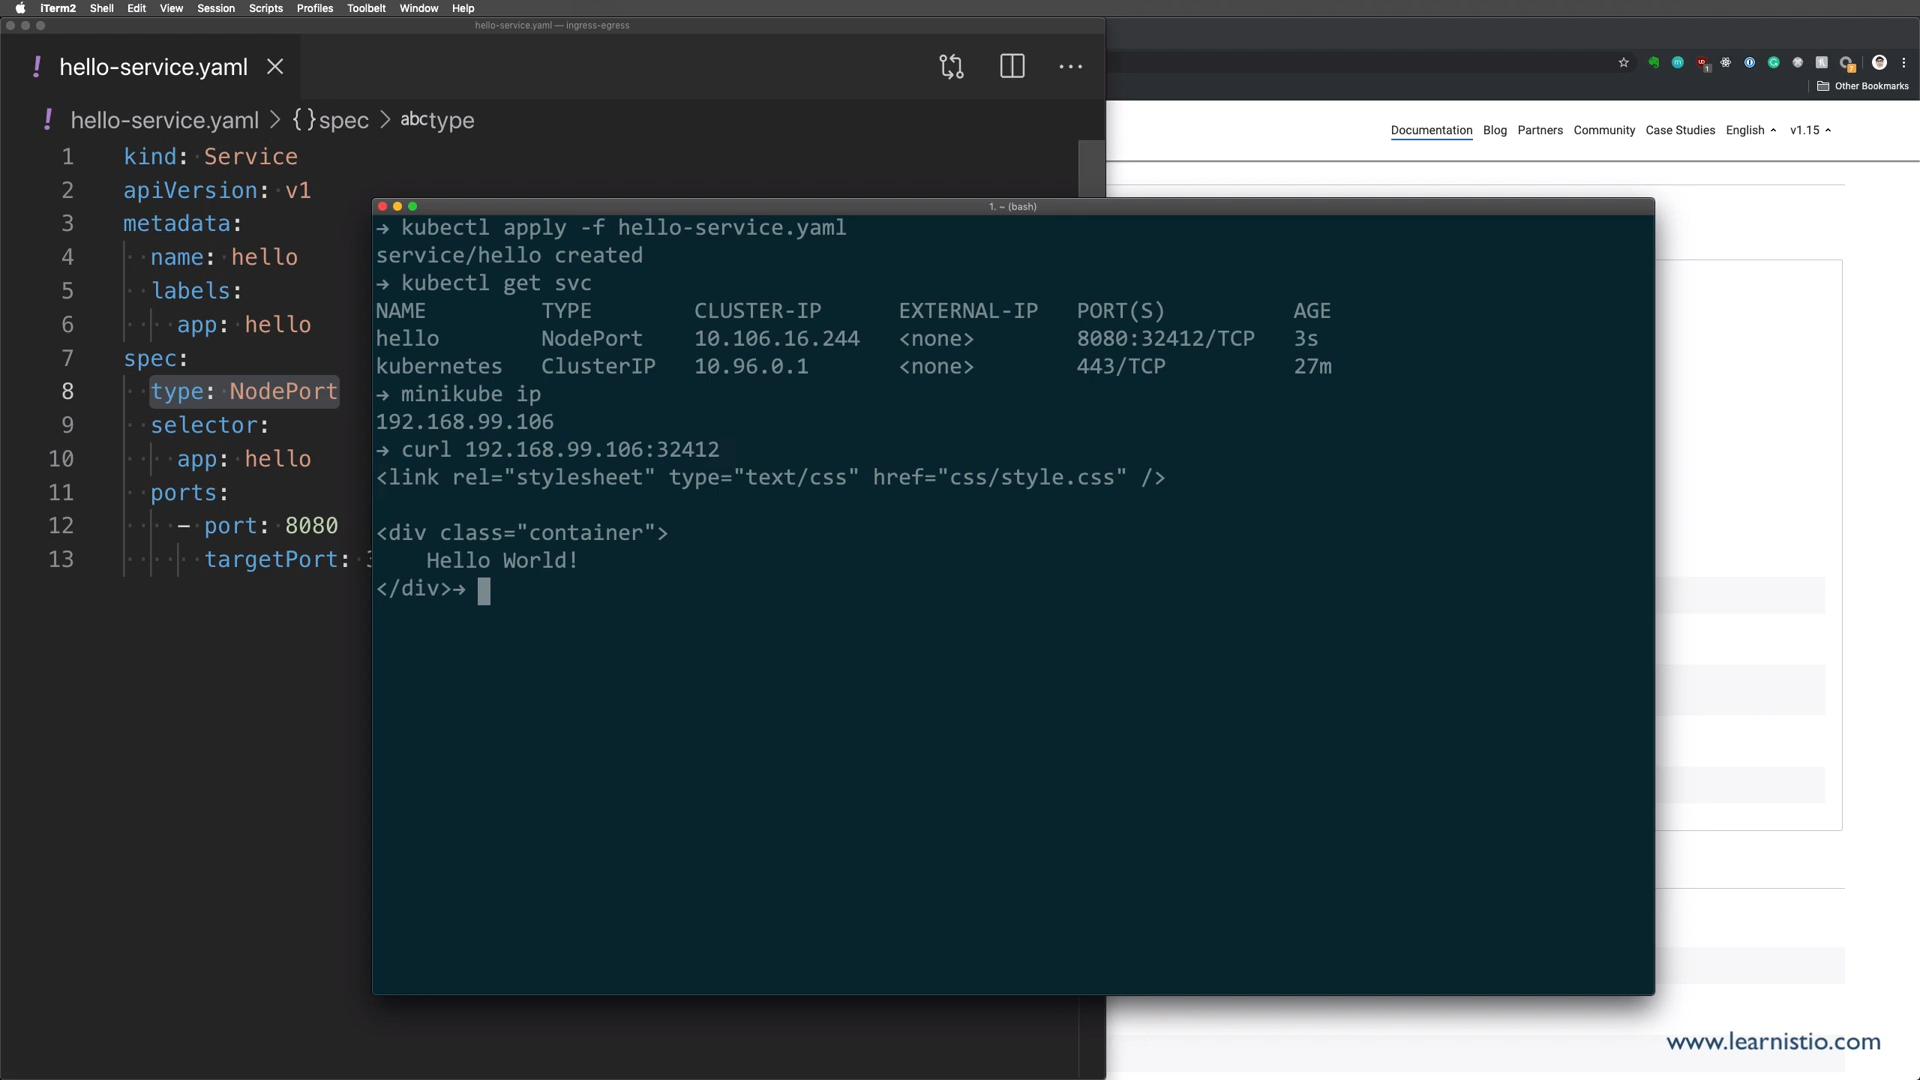 iTerm2 Shell Edit View Session Scripts Profiles Toolbelt Window Help
hello-service.yaml — ingress-egress
! hello-service.yaml
! hello-service.yaml > {} spec > abc type
1 kind: Service
2 apiVersion: v1
3 metadata:
4 name: hello
5 labels:
6 app: hello
7 spec:
8 type: NodePort
9 selector:
10 app: hello
11 ports:
12 - port: 8080
13 targetPort:
Other Bookmarks
Documentation Blog Partners Community Case Studies English v1.15
1. ~ (bash)
→ kubectl apply -f hello-service.yaml
service/hello created
→ kubectl get svc
NAME TYPE CLUSTER-IP EXTERNAL-IP PORT(S) AGE
hello NodePort 10.106.16.244 <none> 8080:32412/TCP 3s
kubernetes ClusterIP 10.96.0.1 <none> 443/TCP 27m
→ minikube ip
192.168.99.106
→ curl 192.168.99.106:32412
<link rel="stylesheet" type="text/css" href="css/style.css" />
<div class="container">
Hello World!
</div>→
www.learnistio.com